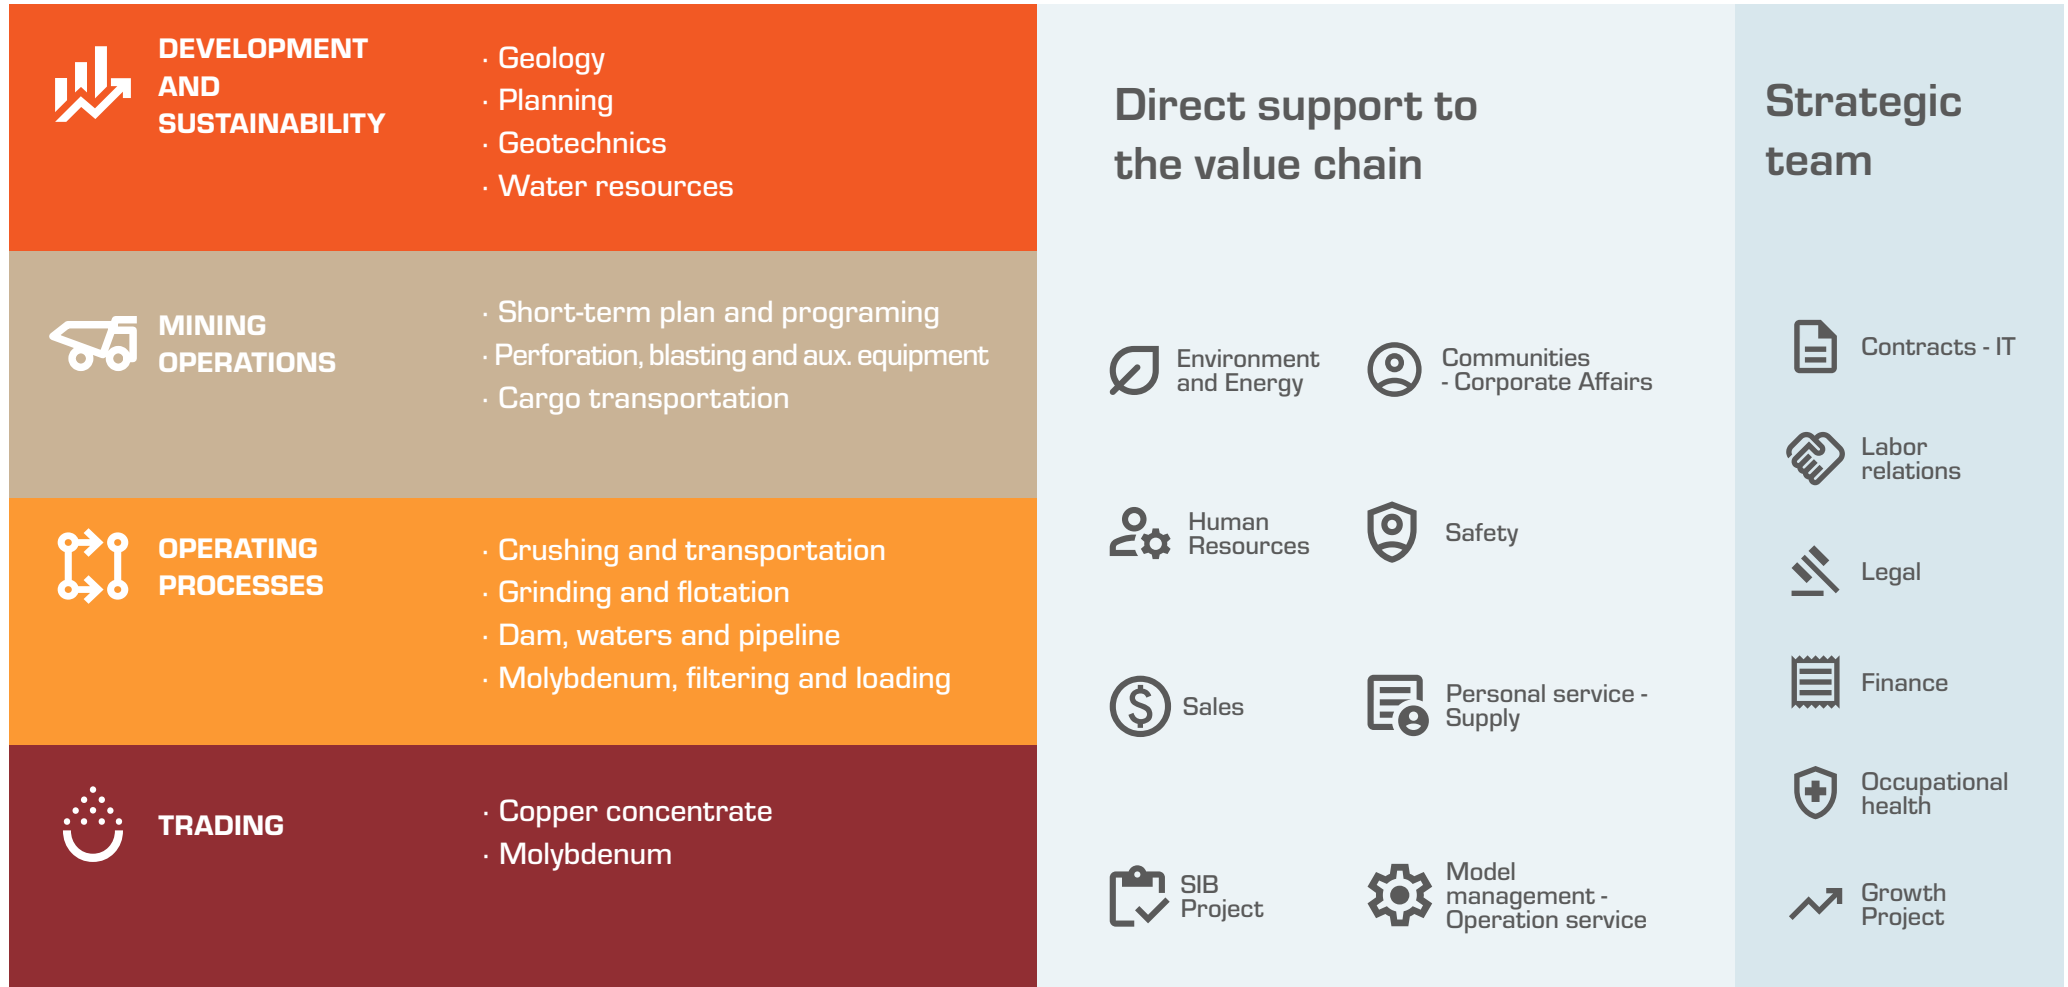 DEVELOPMENT
AND
SUSTAINABILITY
· Geology
· Planning
· Geotechnics
· Water resources
MINING
OPERATIONS
· Short-term plan and programing
· Perforation, blasting and aux. equipment
· Cargo transportation
OPERATING
PROCESSES
· Crushing and transportation
· Grinding and flotation
· Dam, waters and pipeline
· Molybdenum, filtering and loading
TRADING
· Copper concentrate
· Molybdenum
Direct support to
the value chain
Environment
and Energy
Communities
- Corporate Affairs
Human
Resources
Safety
Sales
Personal service -
Supply
SIB
Project
Model
management -
Operation service
Strategic
team
Contracts - IT
Labor
relations
Legal
Finance
Occupational
health
Growth
Project